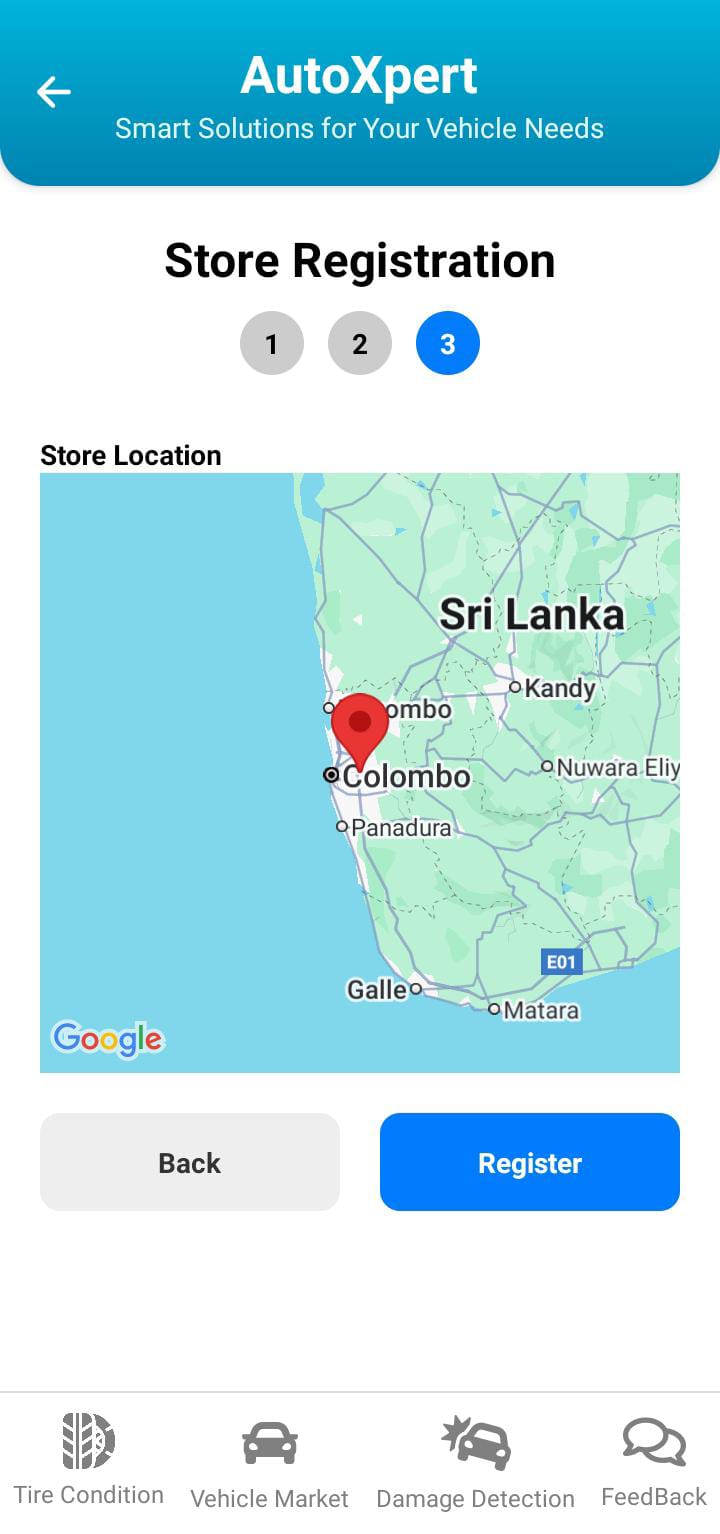 AutoXpert
Smart Solutions for Your Vehicle Needs
Store Registration
1 2 3
Store Location
Sri Lanka
Kandy
ombo
Nuwara Eliy
Colombo
Panadura
E01
Galle
Matara
Google
Back Register
Tire Condition Vehicle Market Damage Detection FeedBack